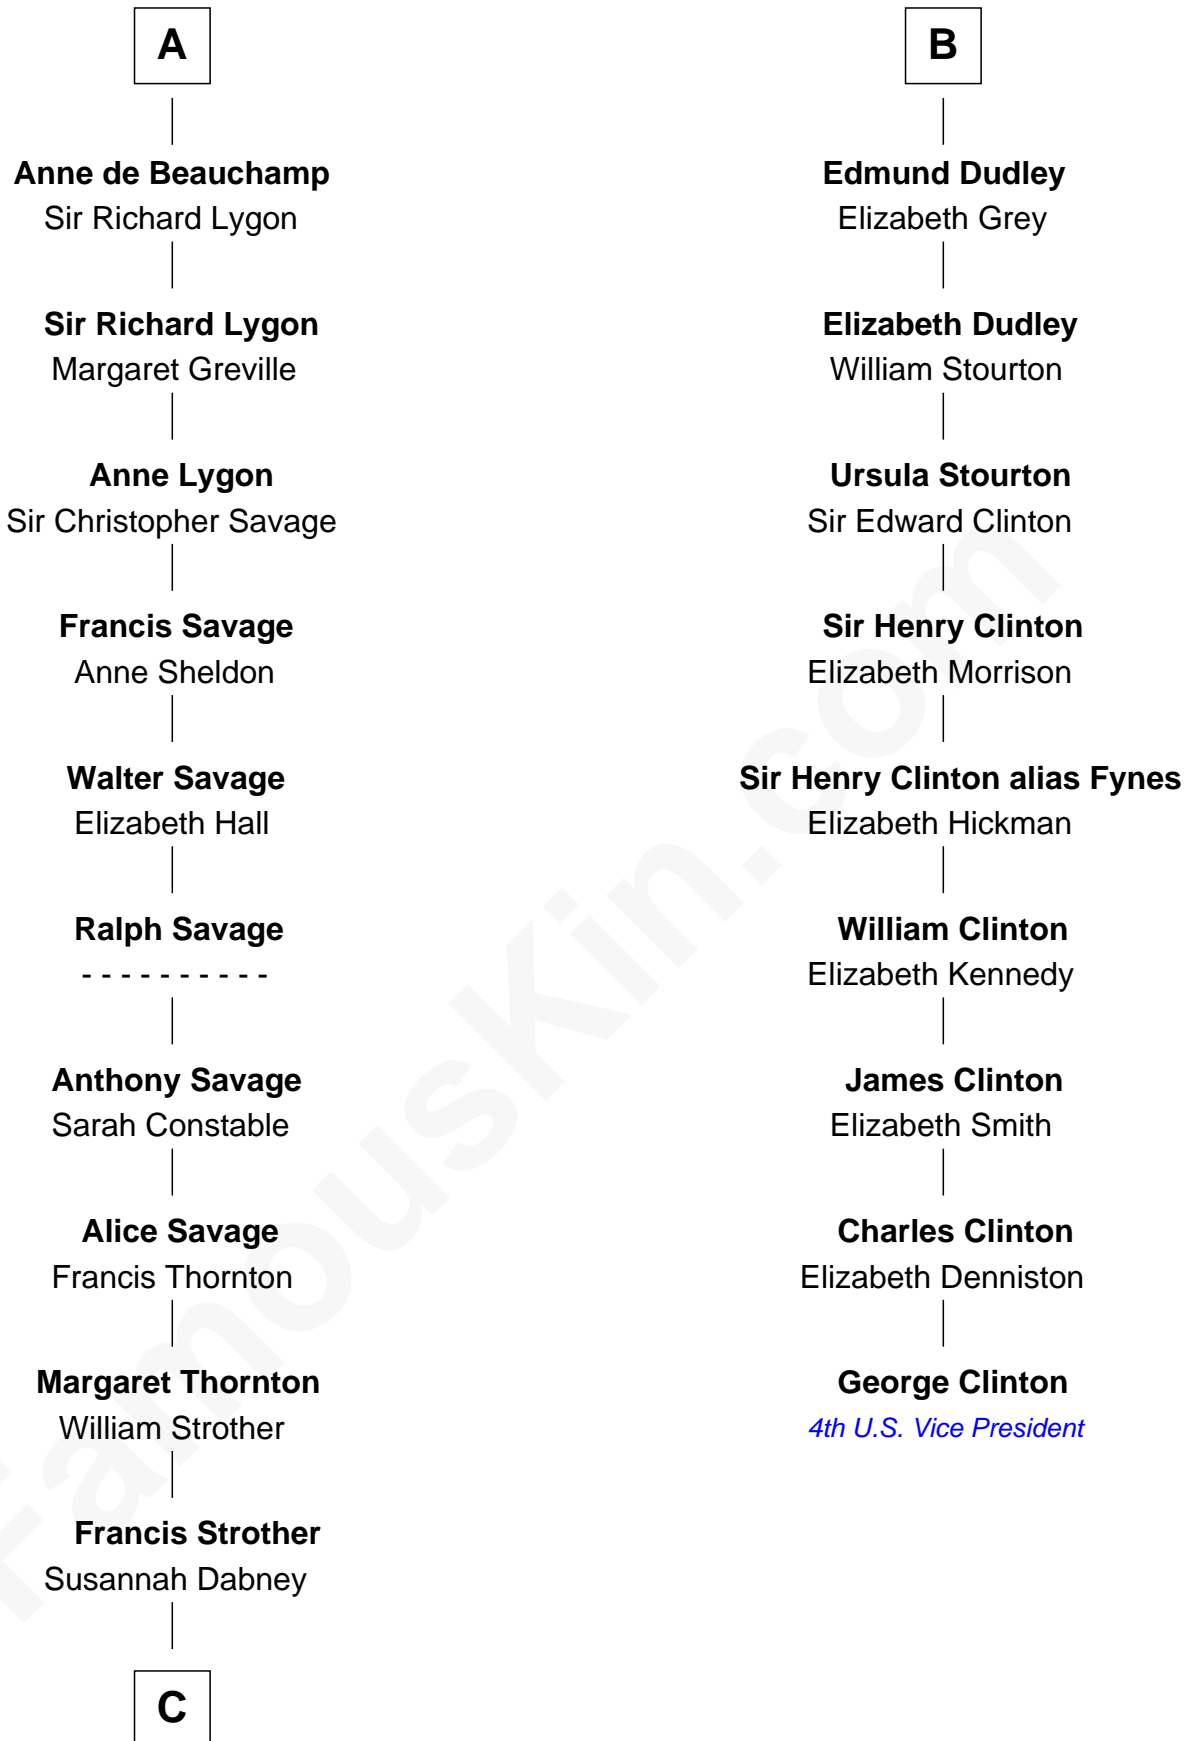 A
Anne de Beauchamp
Sir Richard Lygon
Sir Richard Lygon
Margaret Greville
Anne Lygon
Sir Christopher Savage
Francis Savage
Anne Sheldon
Walter Savage
Elizabeth Hall
Ralph Savage
- - - - - - - - - -
Anthony Savage
Sarah Constable
Alice Savage
Francis Thornton
Margaret Thornton
William Strother
Francis Strother
Susannah Dabney
C
B
Edmund Dudley
Elizabeth Grey
Elizabeth Dudley
William Stourton
Ursula Stourton
Sir Edward Clinton
Sir Henry Clinton
Elizabeth Morrison
Sir Henry Clinton alias Fynes
Elizabeth Hickman
William Clinton
Elizabeth Kennedy
James Clinton
Elizabeth Smith
Charles Clinton
Elizabeth Denniston
George Clinton
4th U.S. Vice President
FamousKin.com